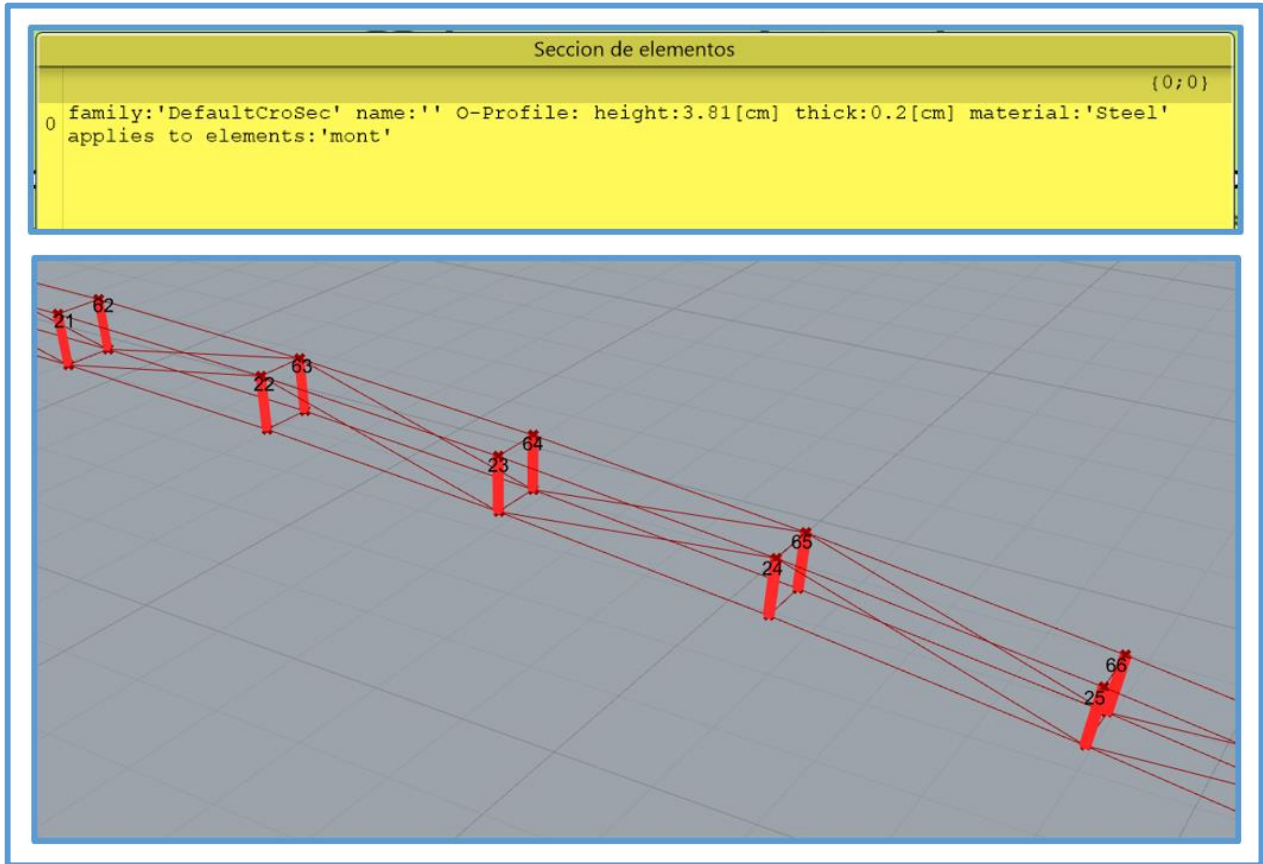 Seccion de elementos
{0;0}
0 family:'DefaultCroSec' name:'' O-Profile: height:3.81[cm] thick:0.2[cm] material:'Steel'
applies to elements:'mont'
21 62
22 63
23 64
24 65
25 66